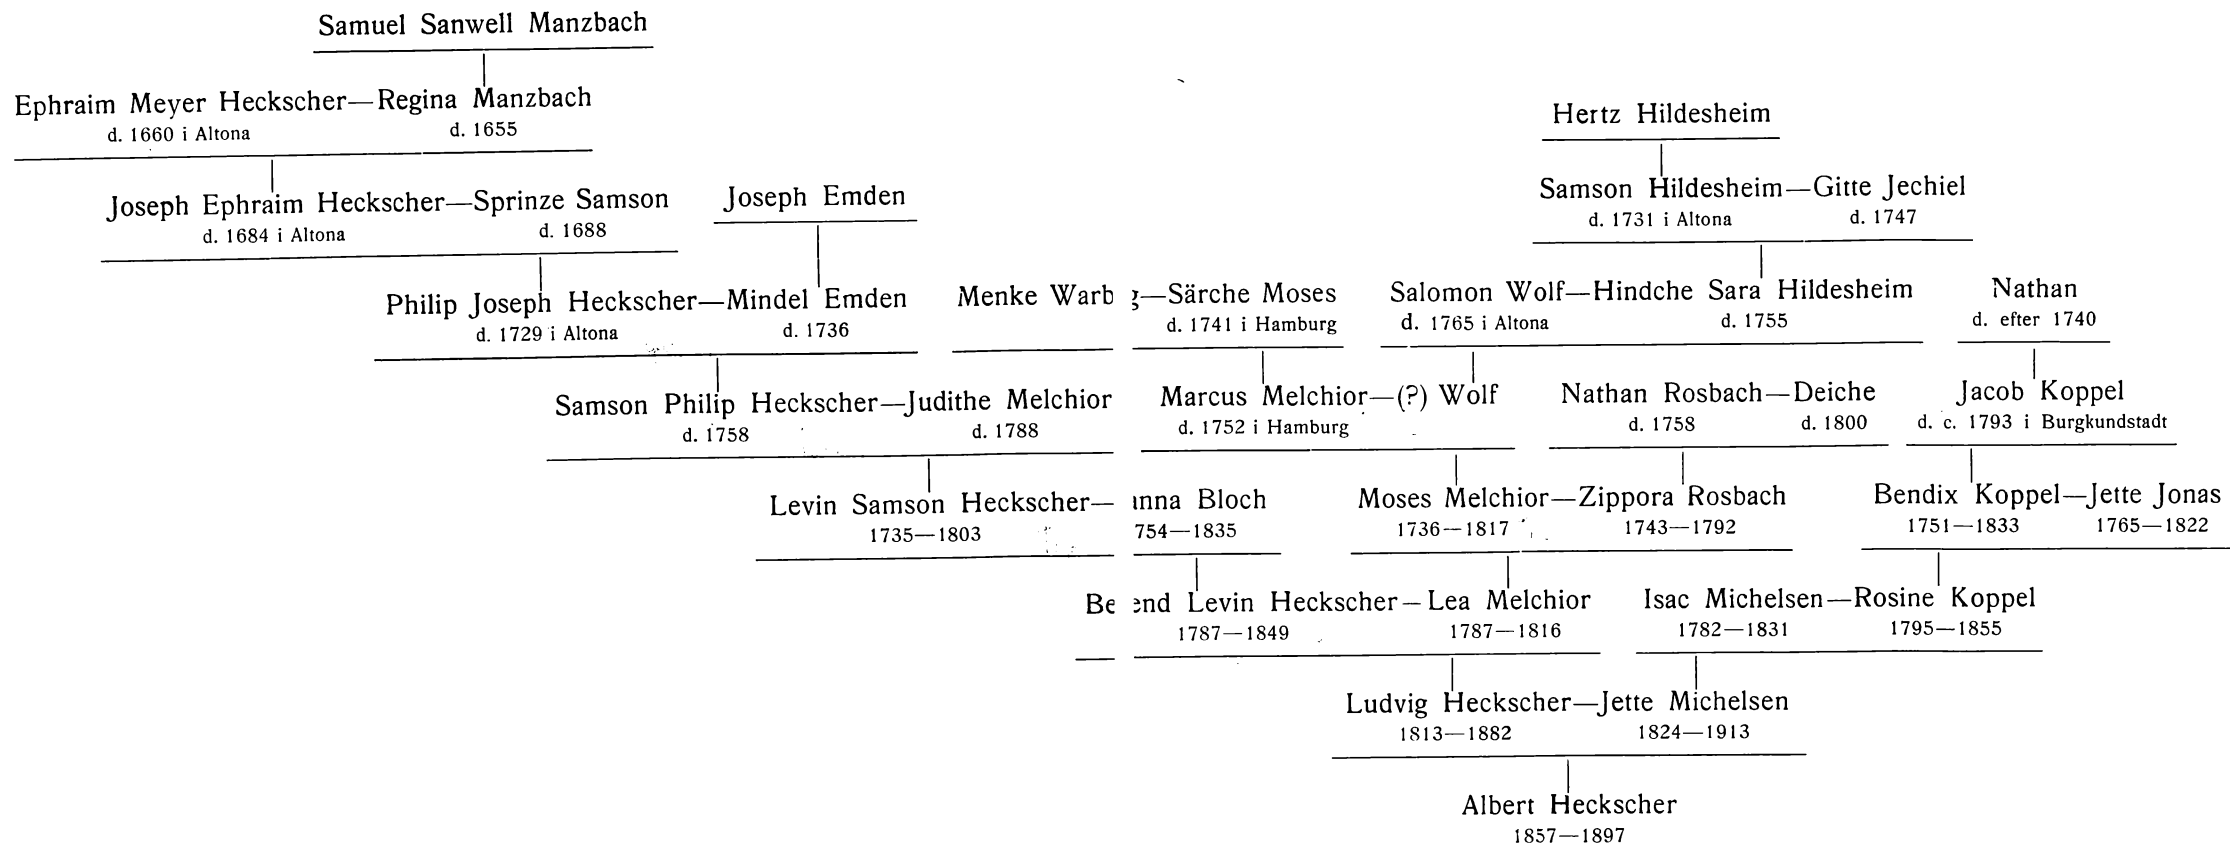 Samuel Sanwell Manzbach
Ephraim Meyer Heckscher—Regina Manzbach
d. 1660 i Altona d. 1655
Hertz Hildesheim
Joseph Ephraim Heckscher—Sprinze Samson
d. 1684 i Altona d. 1688
Joseph Emden
Samson Hildesheim—Gitte Jechiel
d. 1731 i Altona d. 1747
Philip Joseph Heckscher—Mindel Emden
d. 1729 i Altona d. 1736
Menke Warb g—Särche Moses
d. 1741 i Hamburg
Salomon Wolf—Hindche Sara Hildesheim
d. 1765 i Altona d. 1755
Nathan
d. efter 1740
Samson Philip Heckscher—Judithe Melchior
d. 1758 d. 1788
Marcus Melchior—(?) Wolf
d. 1752 i Hamburg
Nathan Rosbach—Deiche
d. 1758 d. 1800
Jacob Koppel
d. c. 1793 i Burgkundstadt
Levin Samson Heckscher— nna Bloch
1735—1803 754—1835
Moses Melchior—Zippora Rosbach
1736—1817 1743—1792
Bendix Koppel—Jette Jonas
1751—1833 1765—1822
Be end Levin Heckscher—Lea Melchior
1787—1849 1787—1816
Isac Michelsen—Rosine Koppel
1782—1831 1795—1855
Ludvig Heckscher—Jette Michelsen
1813—1882 1824—1913
Albert Heckscher
1857—1897